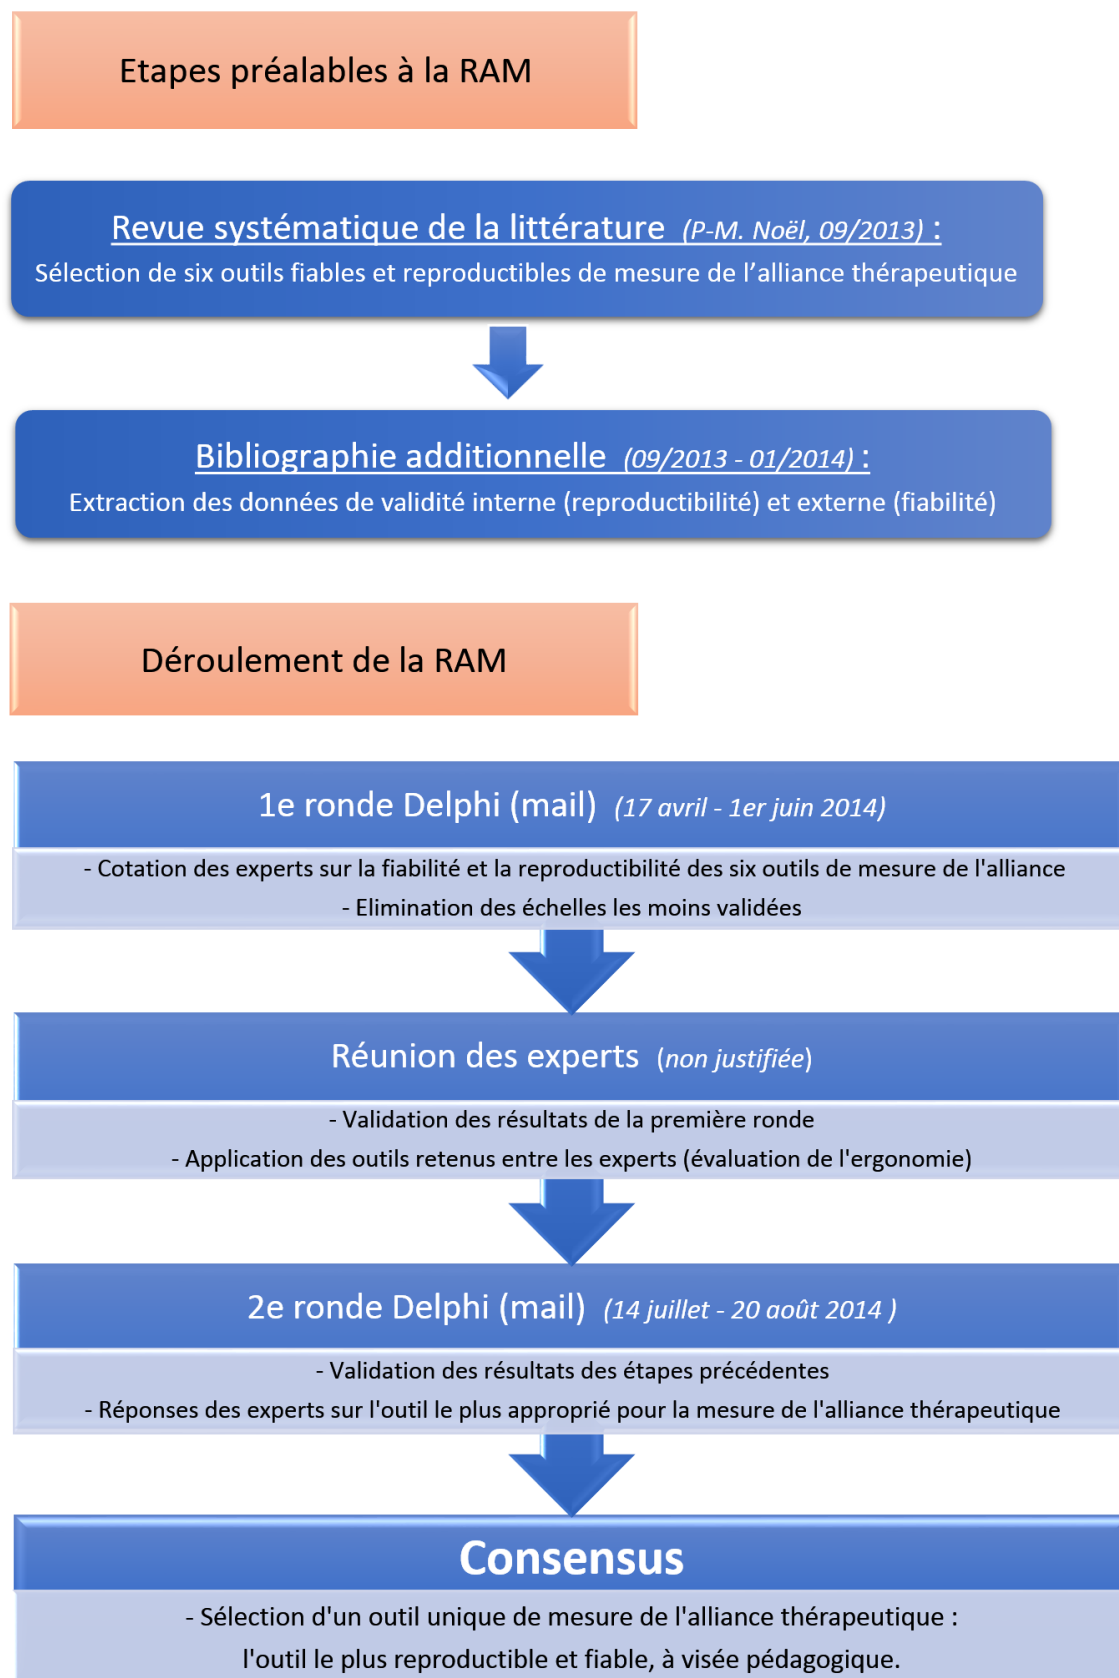 Etapes préalables à la RAM
Revue systématique de la littérature (P-M. Noël, 09/2013) :
Sélection de six outils fiables et reproductibles de mesure de l’alliance thérapeutique
Bibliographie additionnelle (09/2013 - 01/2014) :
Extraction des données de validité interne (reproductibilité) et externe (fiabilité)
Déroulement de la RAM
1e ronde Delphi (mail) (17 avril - 1er juin 2014)
- Cotation des experts sur la fiabilité et la reproductibilité des six outils de mesure de l'alliance
- Elimination des échelles les moins validées
Réunion des experts (non justifiée)
- Validation des résultats de la première ronde
- Application des outils retenus entre les experts (évaluation de l'ergonomie)
2e ronde Delphi (mail) (14 juillet - 20 août 2014 )
- Validation des résultats des étapes précédentes
- Réponses des experts sur l'outil le plus approprié pour la mesure de l'alliance thérapeutique
Consensus
- Sélection d'un outil unique de mesure de l'alliance thérapeutique :
l'outil le plus reproductible et fiable, à visée pédagogique.